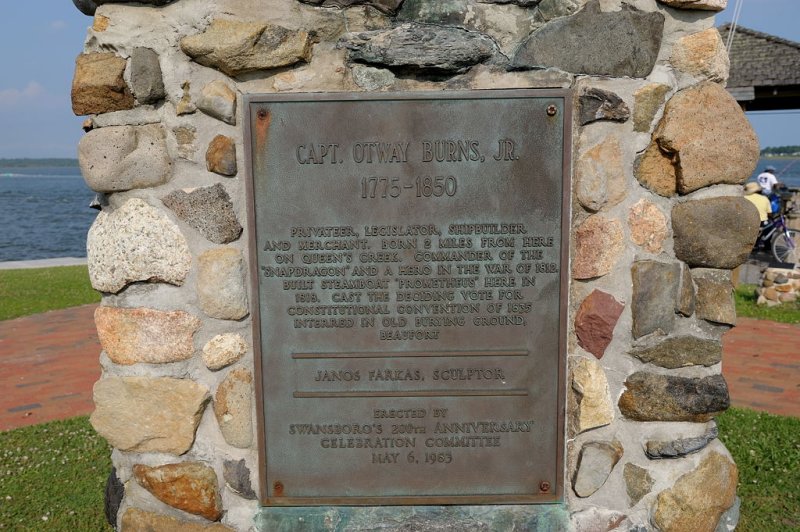 CAPT. OTWAY BURNS, JR.
1775-1850
PRIVATEER, LEGISLATOR, SHIPBUILDER
AND MERCHANT. BORN 2 MILES FROM HERE
ON QUEEN'S CREEK. COMMANDER OF THE
"SNAPDRAGON" AND A HERO IN THE WAR OF 1812.
BUILT STEAMBOAT "PROMETHEUS" HERE IN
1818. CAST THE DECIDING VOTE FOR
CONSTITUTIONAL CONVENTION OF 1835
INTERRED IN OLD BURYING GROUND,
BEAUFORT
JANOS FARKAS, SCULPTOR
ERECTED BY
SWANSBORO'S 200TH ANNIVERSARY
CELEBRATION COMMITTEE
MAY 6, 1983